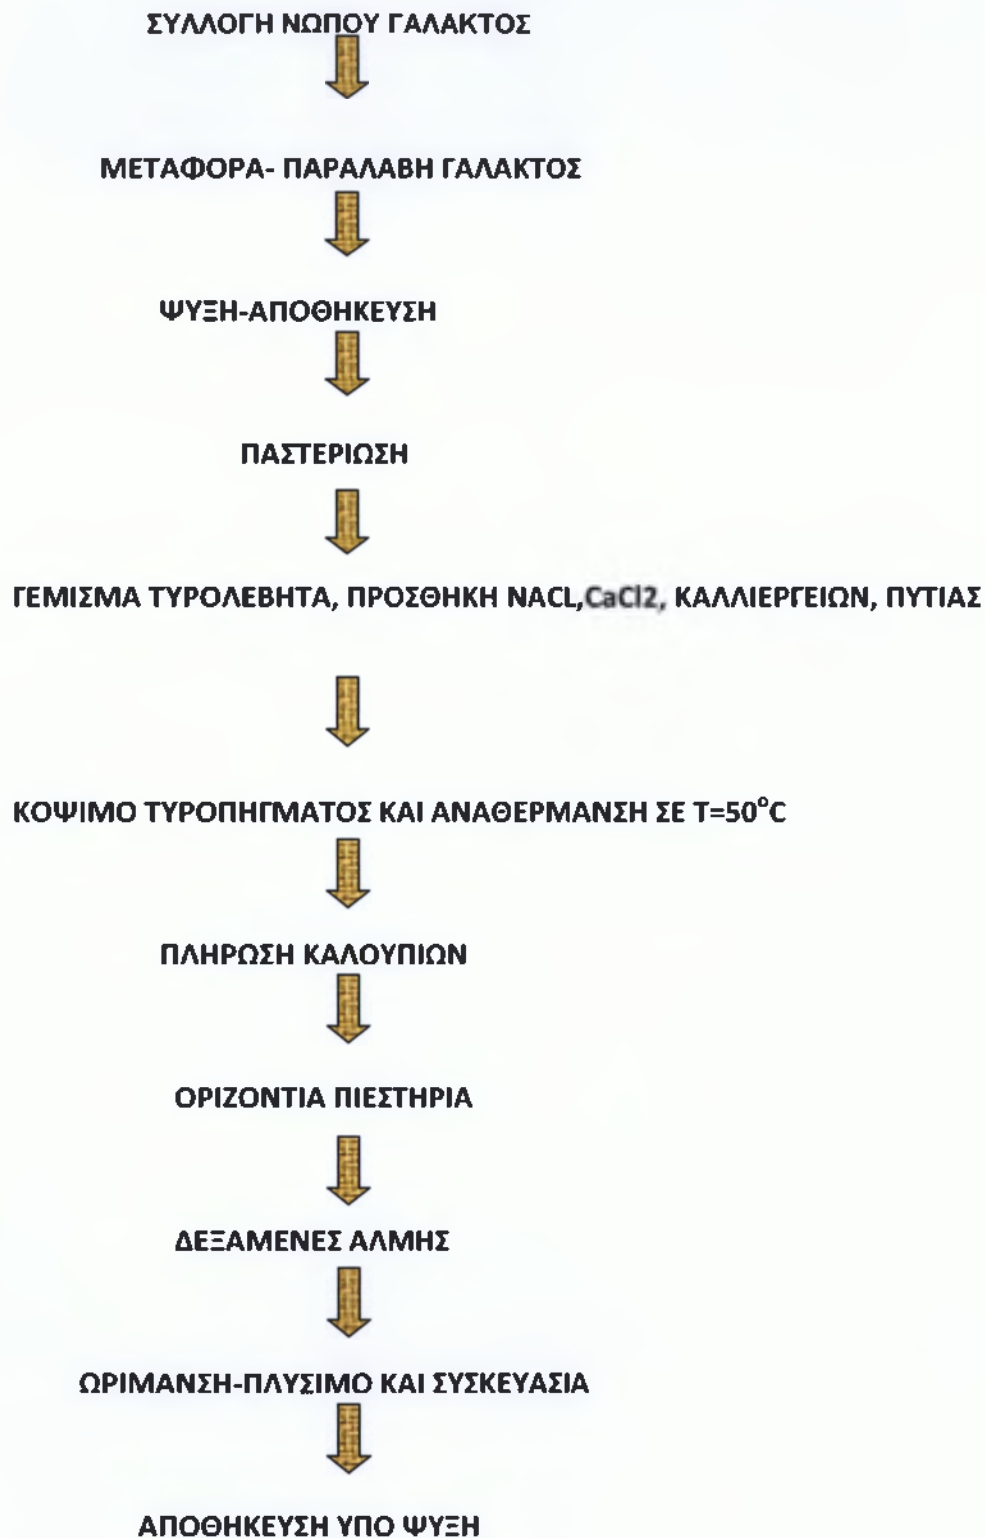 ΣΥΛΛΟΓΗ ΝΩΠΟΥ ΓΑΛΑΚΤΟΣ
ΜΕΤΑΦΟΡΑ- ΠΑΡΑΛΑΒΗ ΓΑΛΑΚΤΟΣ
ΨΥΞΗ-ΑΠΟΘΗΚΕΥΣΗ
ΠΑΣΤΕΡΙΩΣΗ
ΓΕΜΙΣΜΑ ΤΥΡΟΛΕΒΗΤΑ, ΠΡΟΣΘΗΚΗ NACL,CaCl2, ΚΑΛΛΙΕΡΓΕΙΩΝ, ΠΥΤΙΑΣ
ΚΟΨΙΜΟ ΤΥΡΟΠΗΓΜΑΤΟΣ ΚΑΙ ΑΝΑΘΕΡΜΑΝΣΗ ΣΕ Τ=50°C
ΠΛΗΡΩΣΗ ΚΑΛΟΥΠΙΩΝ
ΟΡΙΖΟΝΤΙΑ ΠΙΕΣΤΗΡΙΑ
ΔΕΞΑΜΕΝΕΣ ΑΛΜΗΣ
ΩΡΙΜΑΝΣΗ-ΠΛΥΣΙΜΟ ΚΑΙ ΣΥΣΚΕΥΑΣΙΑ
ΑΠΟΘΗΚΕΥΣΗ ΥΠΟ ΨΥΞΗ